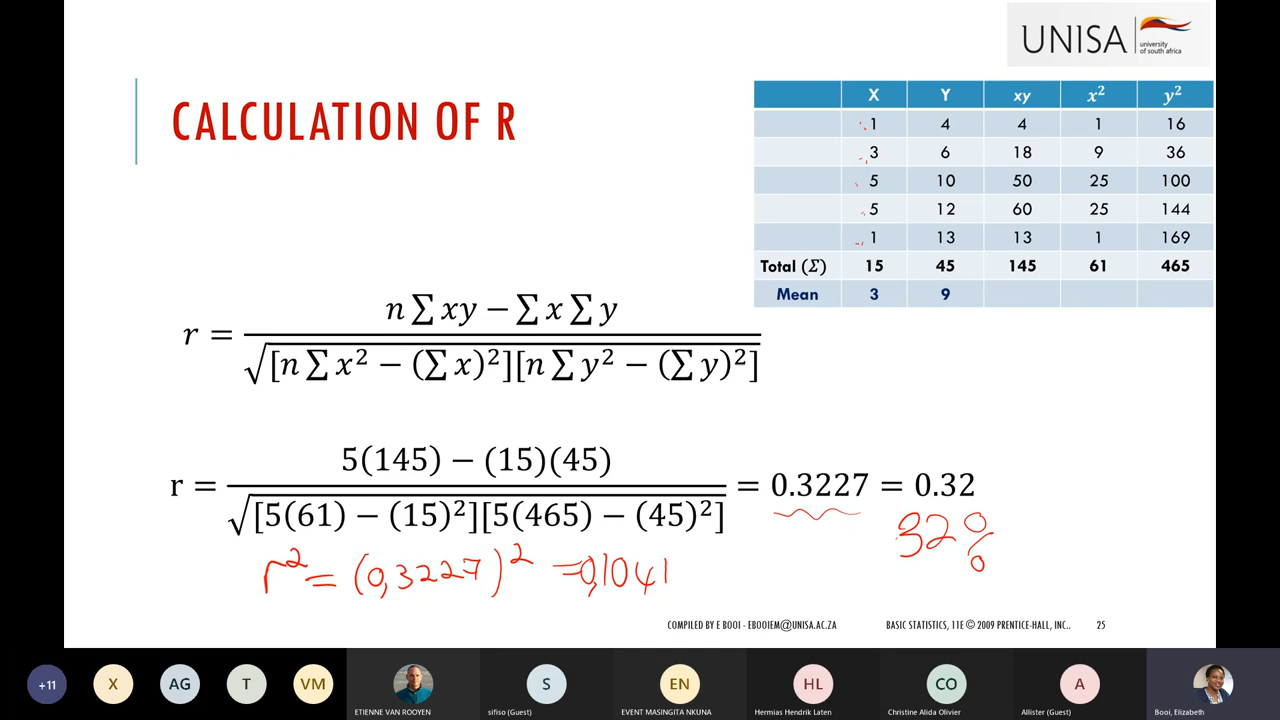 UNISA | university of south africa
CALCULATION OF R
X Y xy x² y²
1 4 4 1 16
3 6 18 9 36
5 10 50 25 100
5 12 60 25 144
1 13 13 1 169
Total (Σ) 15 45 145 61 465
Mean 3 9
r = n∑xy − ∑x∑y / √[n∑x² − (∑x)²][n∑y² − (∑y)²]
r = 5(145) − (15)(45) / √[5(61) − (15)²][5(465) − (45)²] = 0.3227 = 0.32
32%
r² = (0,3227)² = 0,1041
COMPILED BY E BOOI - EBOOIEM@UNISA.AC.ZA BASIC STATISTICS, 11E © 2009 PRENTICE-HALL, INC.. 25
+11 X AG T VM S EN HL CO A
ETIENNE VAN ROOYEN sifiso (Guest) EVENT MASINGITA NKUNA Hermias Hendrik Laten Christine Alida Olivier Allister (Guest) Booi, Elizabeth